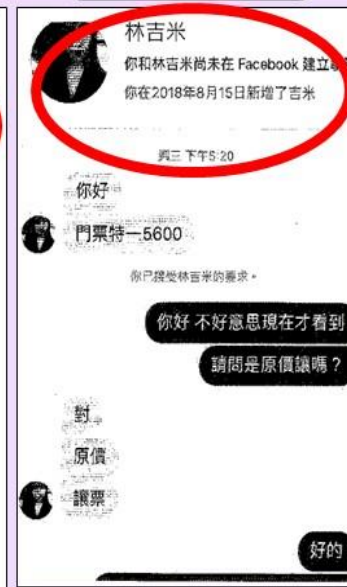 林吉米
你和林吉米尚未在 Facebook 建立
你在2018年8月15日新增了吉米
週三 下午5:20
你好
門票特一5600
你已接受林吉米的要求。
你好 不好意思現在才看到
請問是原價讓嗎？
對
原價
讓票
好的